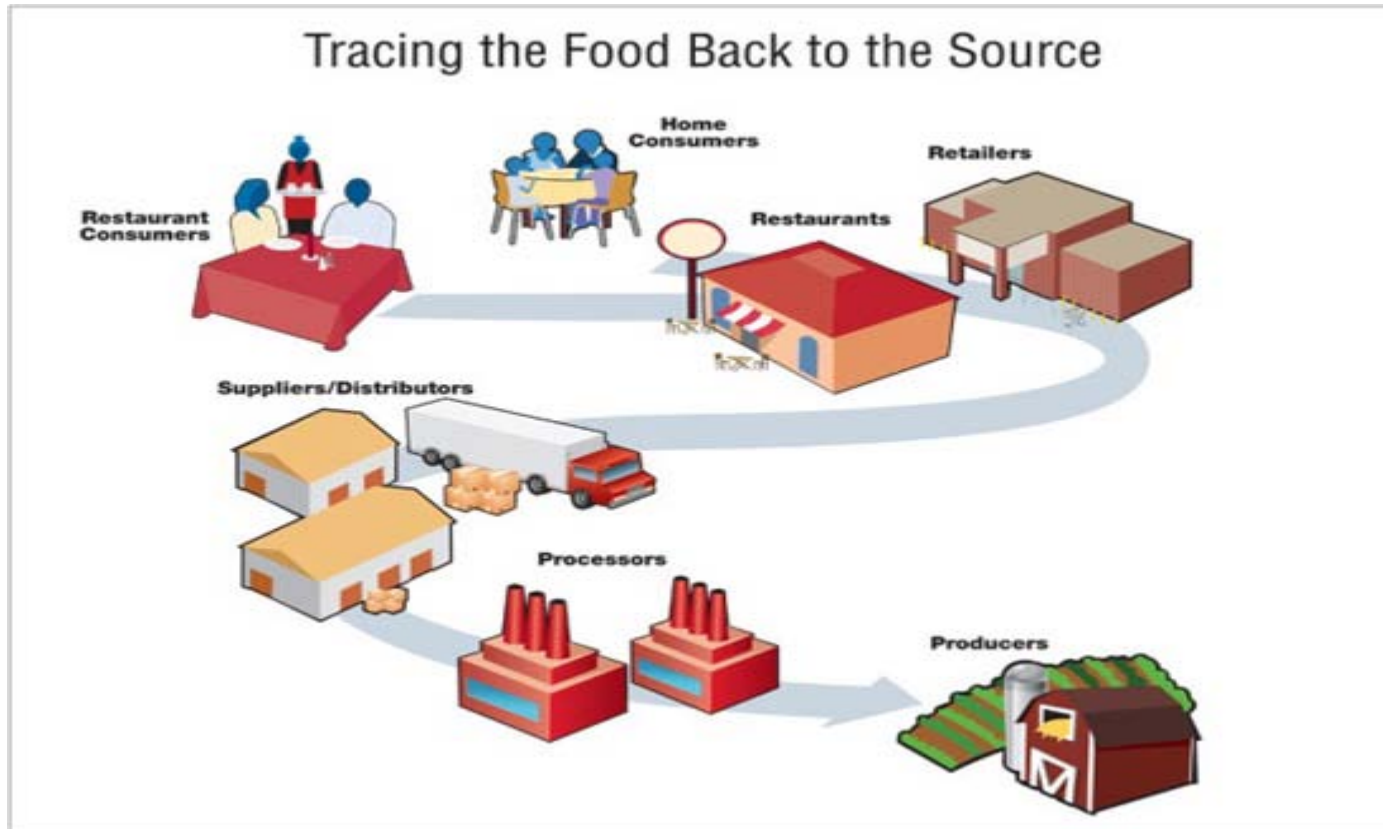 Tracing the Food Back to the Source
Home
Consumers
Retailers
Restaurant
Consumers
Restaurants
Suppliers/Distributors
Processors
Producers